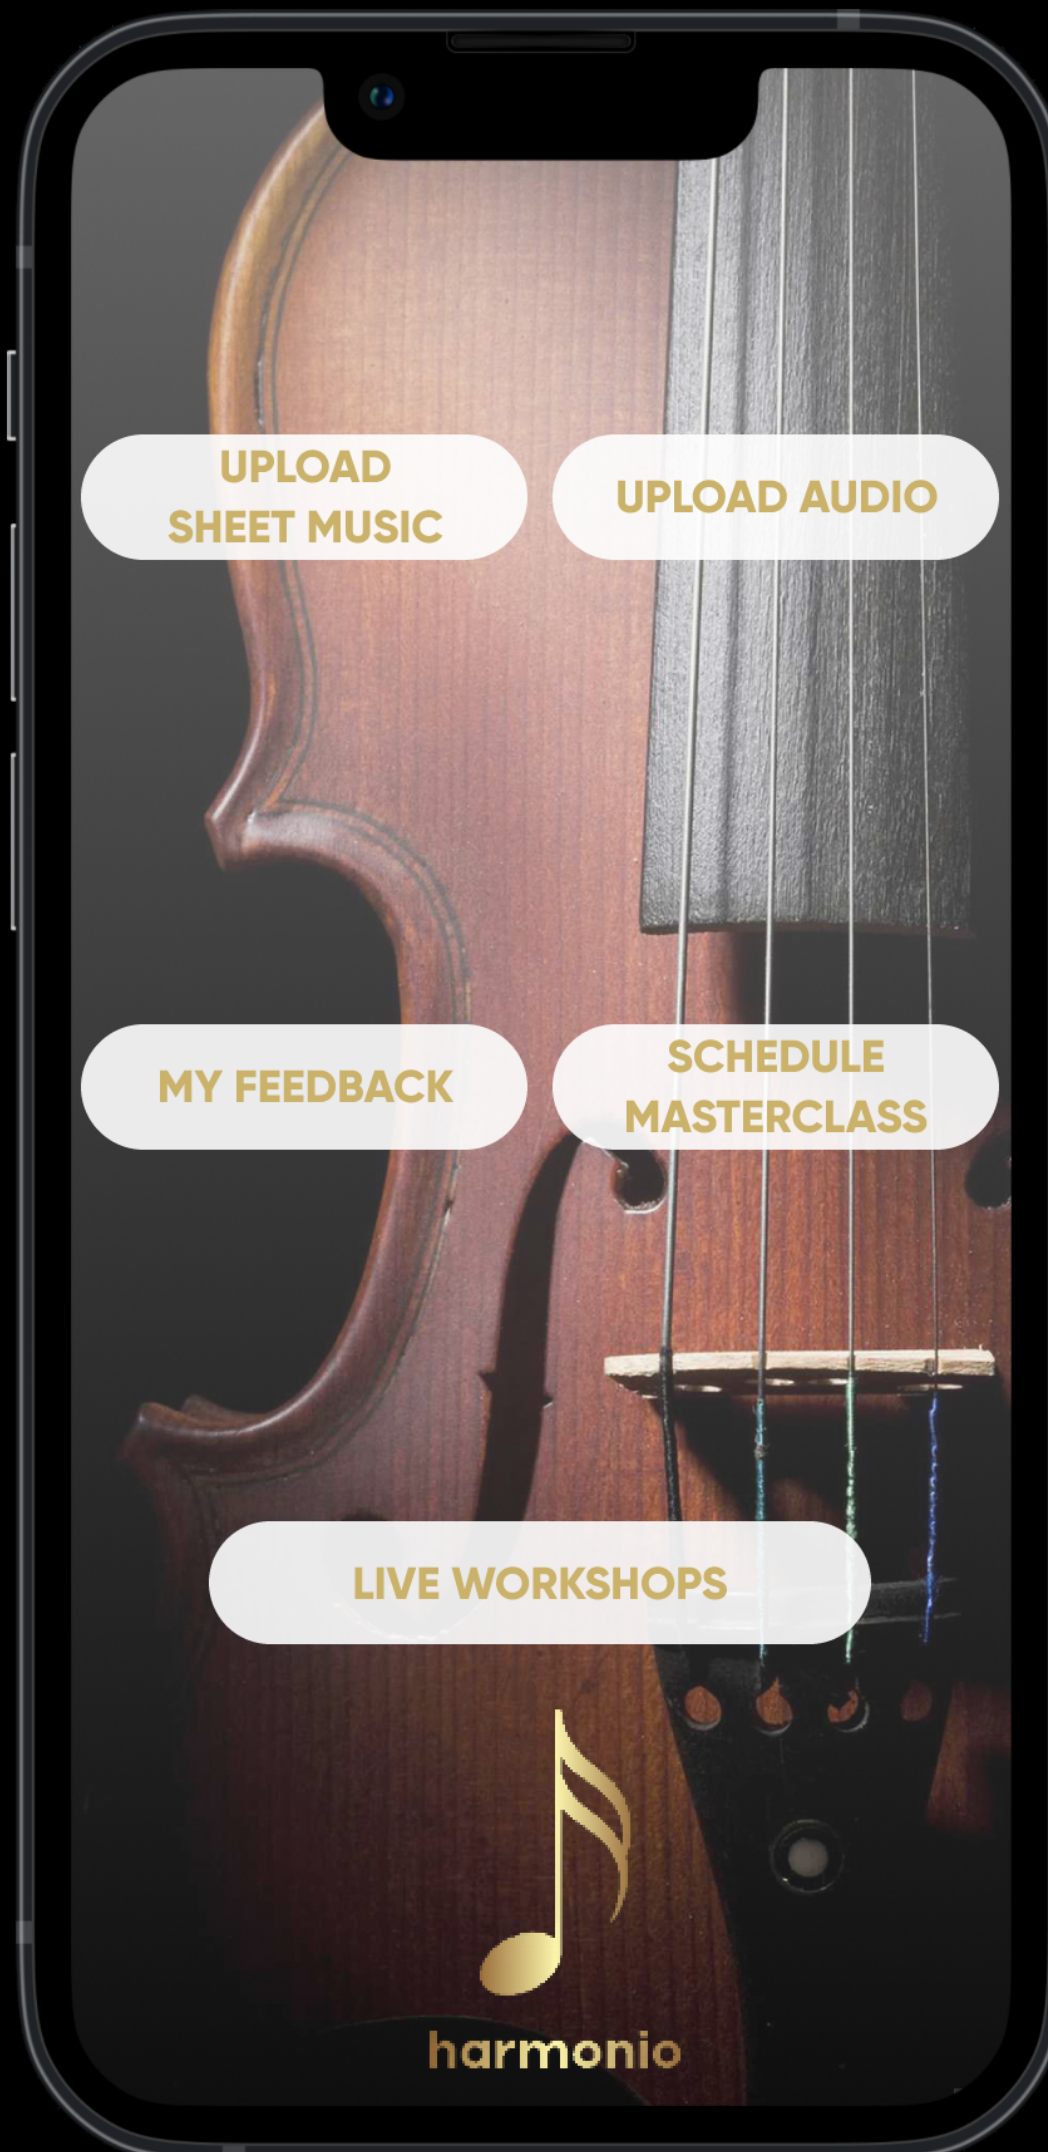 UPLOAD
SHEET MUSIC
UPLOAD AUDIO
MY FEEDBACK
SCHEDULE
MASTERCLASS
LIVE WORKSHOPS
harmonio